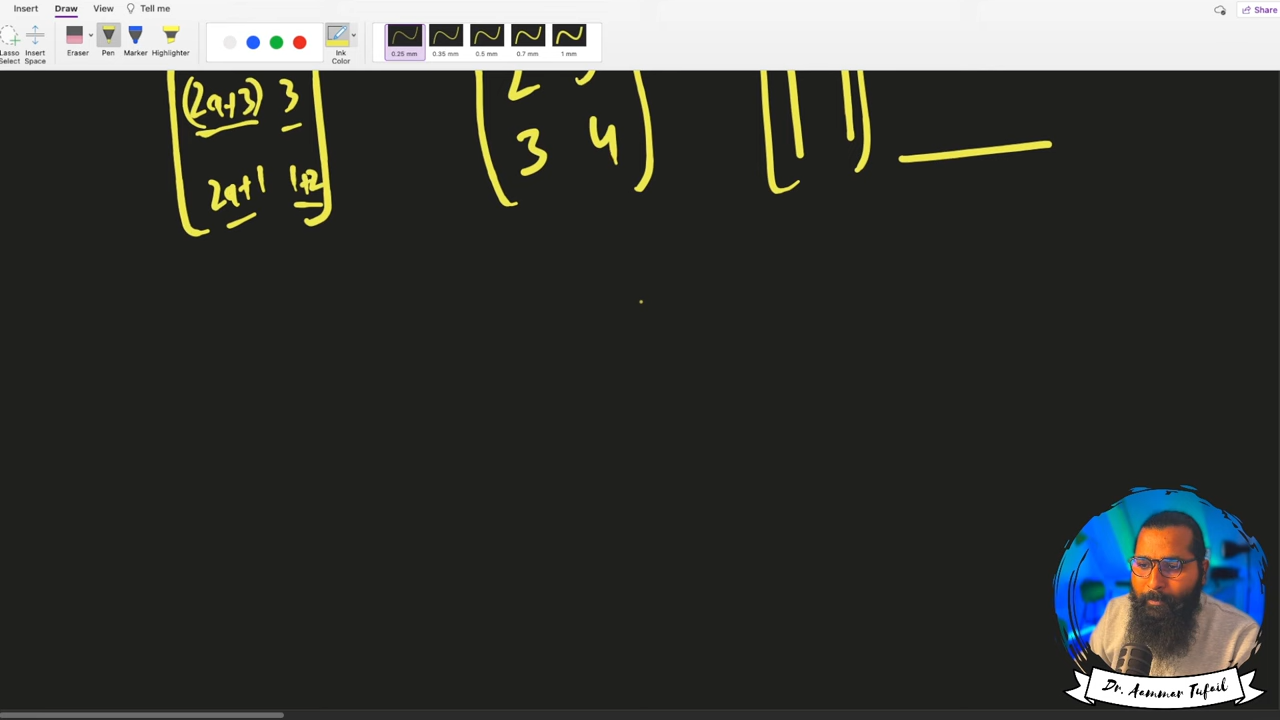 Insert Draw View Tell me
Share
Lasso Select
Insert Space
Eraser
Pen
Marker
Highlighter
Ink Color
0.25 mm
0.35 mm
0.5 mm
0.7 mm
1 mm
(2a+3) 3
3 4
2a+1 1+2
Dr. Aammar Tufail